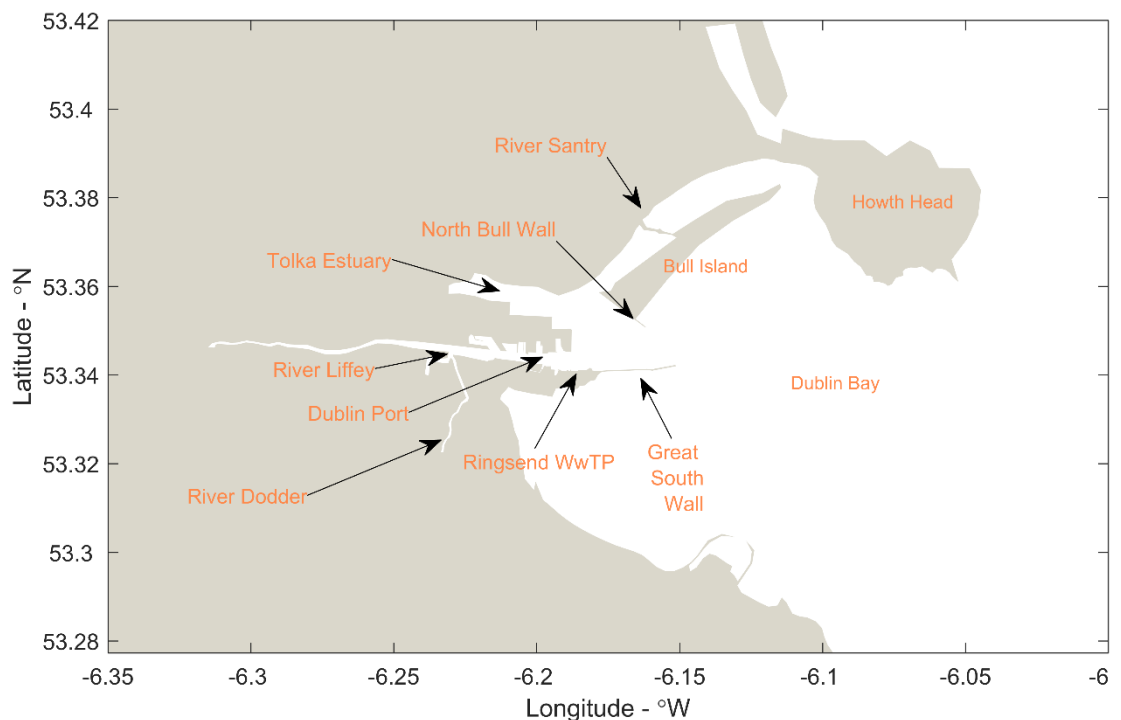 53.42
53.4
53.38
53.36
53.34
53.32
53.3
53.28
Latitude - °N
River Santry
Howth Head
North Bull Wall
Tolka Estuary
Bull Island
River Liffey
Dublin Bay
Dublin Port
Ringsend WwTP
Great
South
Wall
River Dodder
-6.35
-6.3
-6.25
-6.2
-6.15
-6.1
-6.05
-6
Longitude - °W